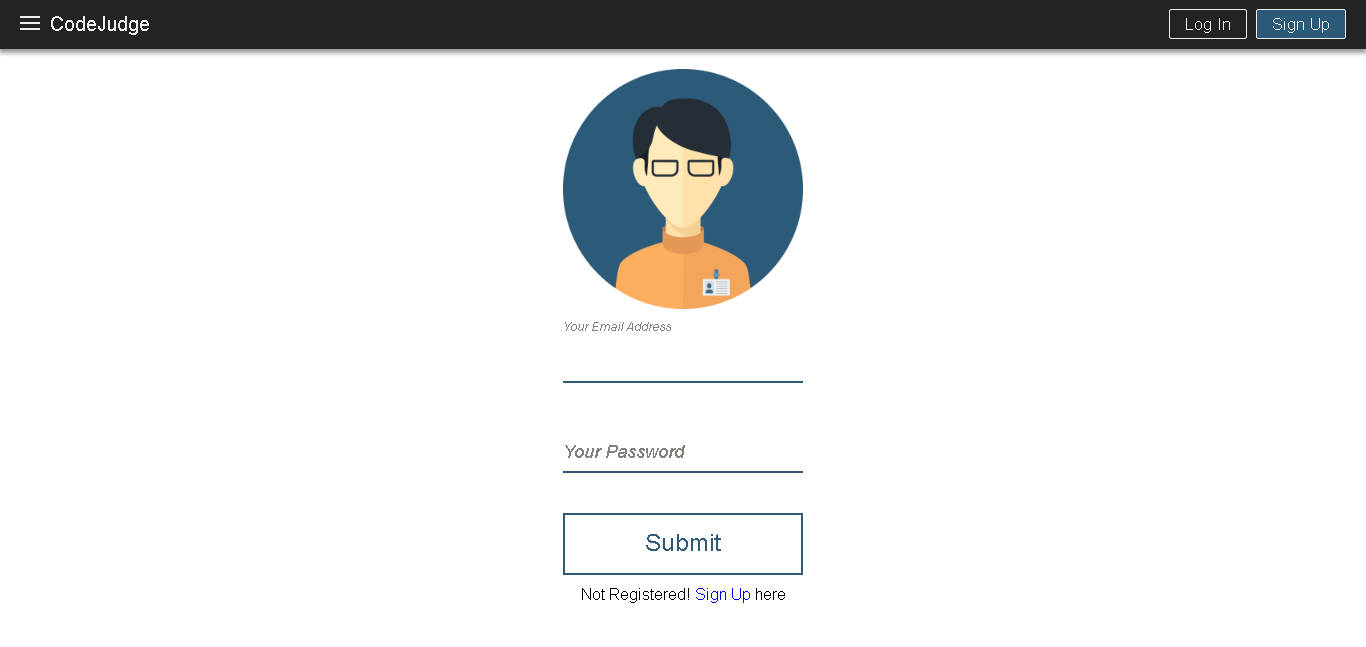 CodeJudge
Log In
Sign Up
Your Email Address
Your Password
Submit
Not Registered! Sign Up here